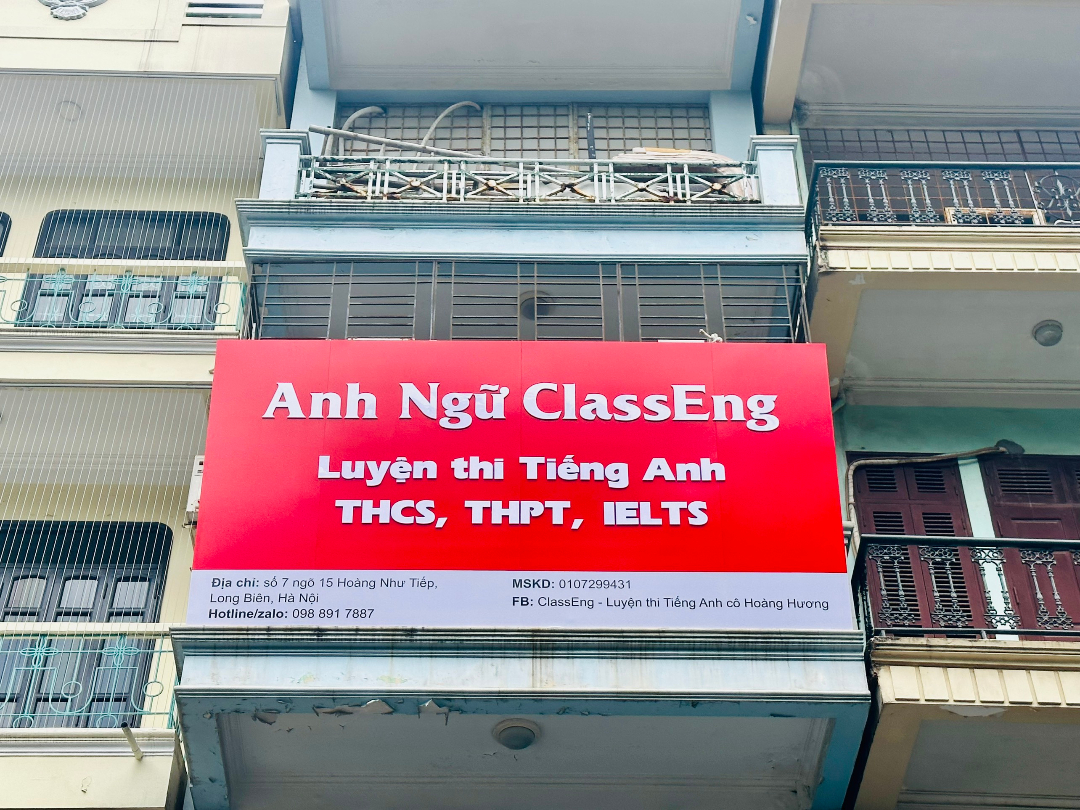 Anh Ngữ ClassEng
Luyện thi Tiếng Anh
THCS, THPT, IELTS
Địa chỉ: số 7 ngõ 15 Hoàng Như Tiếp,
Long Biên, Hà Nội
Hotline/zalo: 098 891 7887
MSKD: 0107299431
FB: ClassEng - Luyện thi Tiếng Anh cô Hoàng Hương